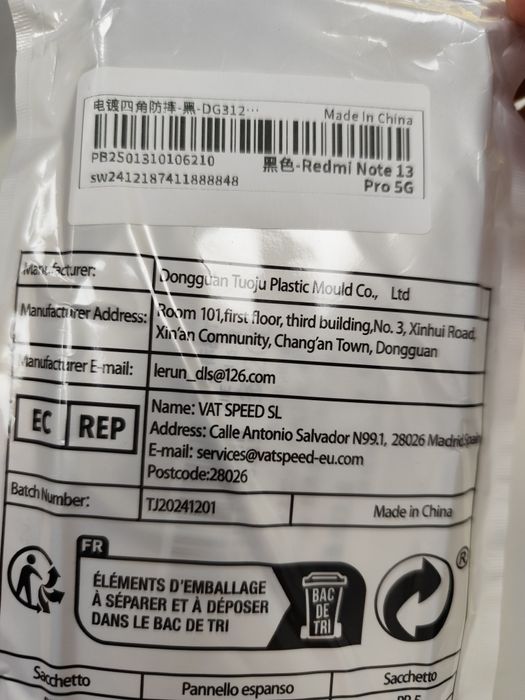 电镀四角防摔-黑-DG312...
Made In China
PB2501310106210
黑色-Redmi Note 13
Pro 5G
sw2412187411888848
Manufacturer:
Dongguan Tuoju Plastic Mould Co., Ltd
Manufacturer Address:
Room 101,first floor, third building,No. 3, Xinhui Road,
Xin'an Comnunity, Chang'an Town, Dongguan
Manufacturer E-mail:
lerun_dls@126.com
EC REP
Name: VAT SPEED SL
Address: Calle Antonio Salvador N99.1, 28026 Madrid Spain
E-mail: services@vatspeed-eu.com
Postcode:28026
Batch Number:
TJ20241201
Made in China
FR
ÉLÉMENTS D'EMBALLAGE
À SÉPARER ET À DÉPOSER
DANS LE BAC DE TRI
BAC
DE
TRI
®
Sacchetto
Pannello espanso
Sacchetto